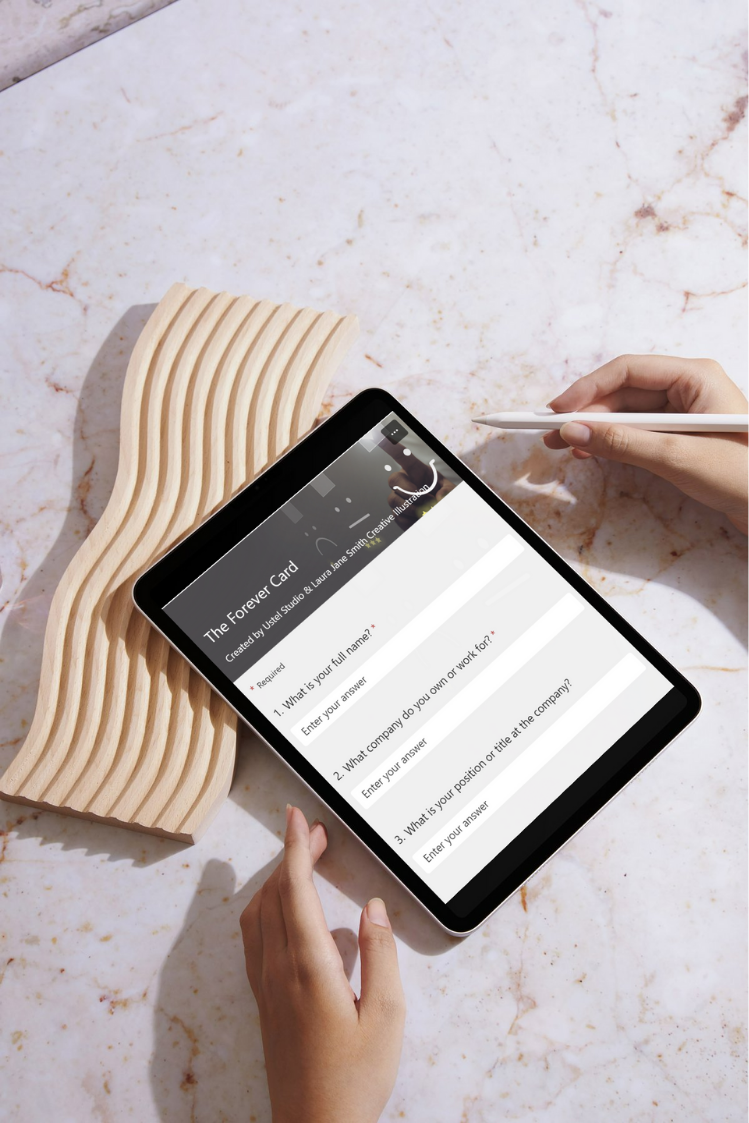 The Forever Card
Created by Ustel Studio & Laura Jane Smith Creative Illustration
* Required
1. What is your full name? *
Enter your answer
2. What company do you own or work for? *
Enter your answer
3. What is your position or title at the company?
Enter your answer